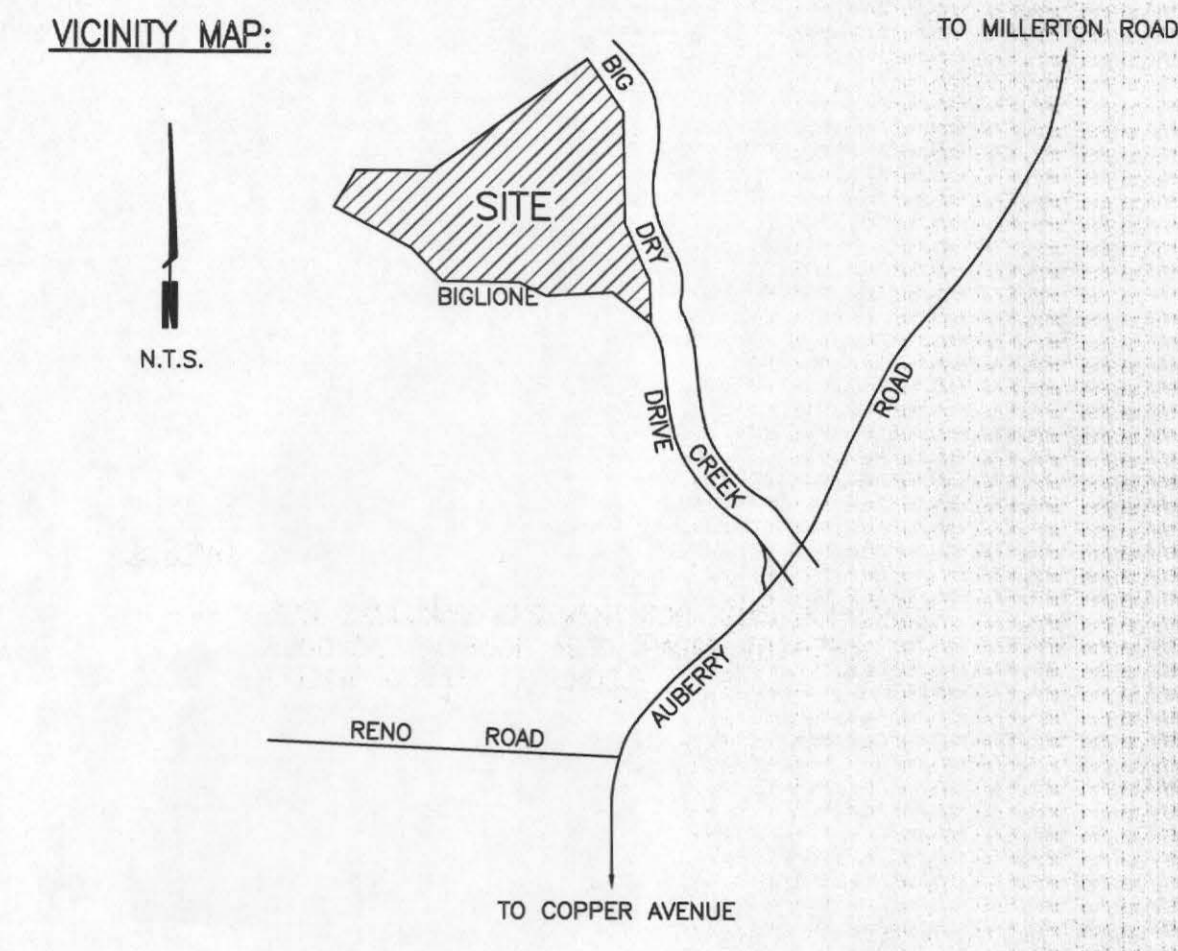 VICINITY MAP:
TO MILLERTON ROAD
BIG
SITE
DRY
BIGLIONE
N.T.S.
ROAD
DRIVE
CREEK
AUBERRY
RENO ROAD
TO COPPER AVENUE